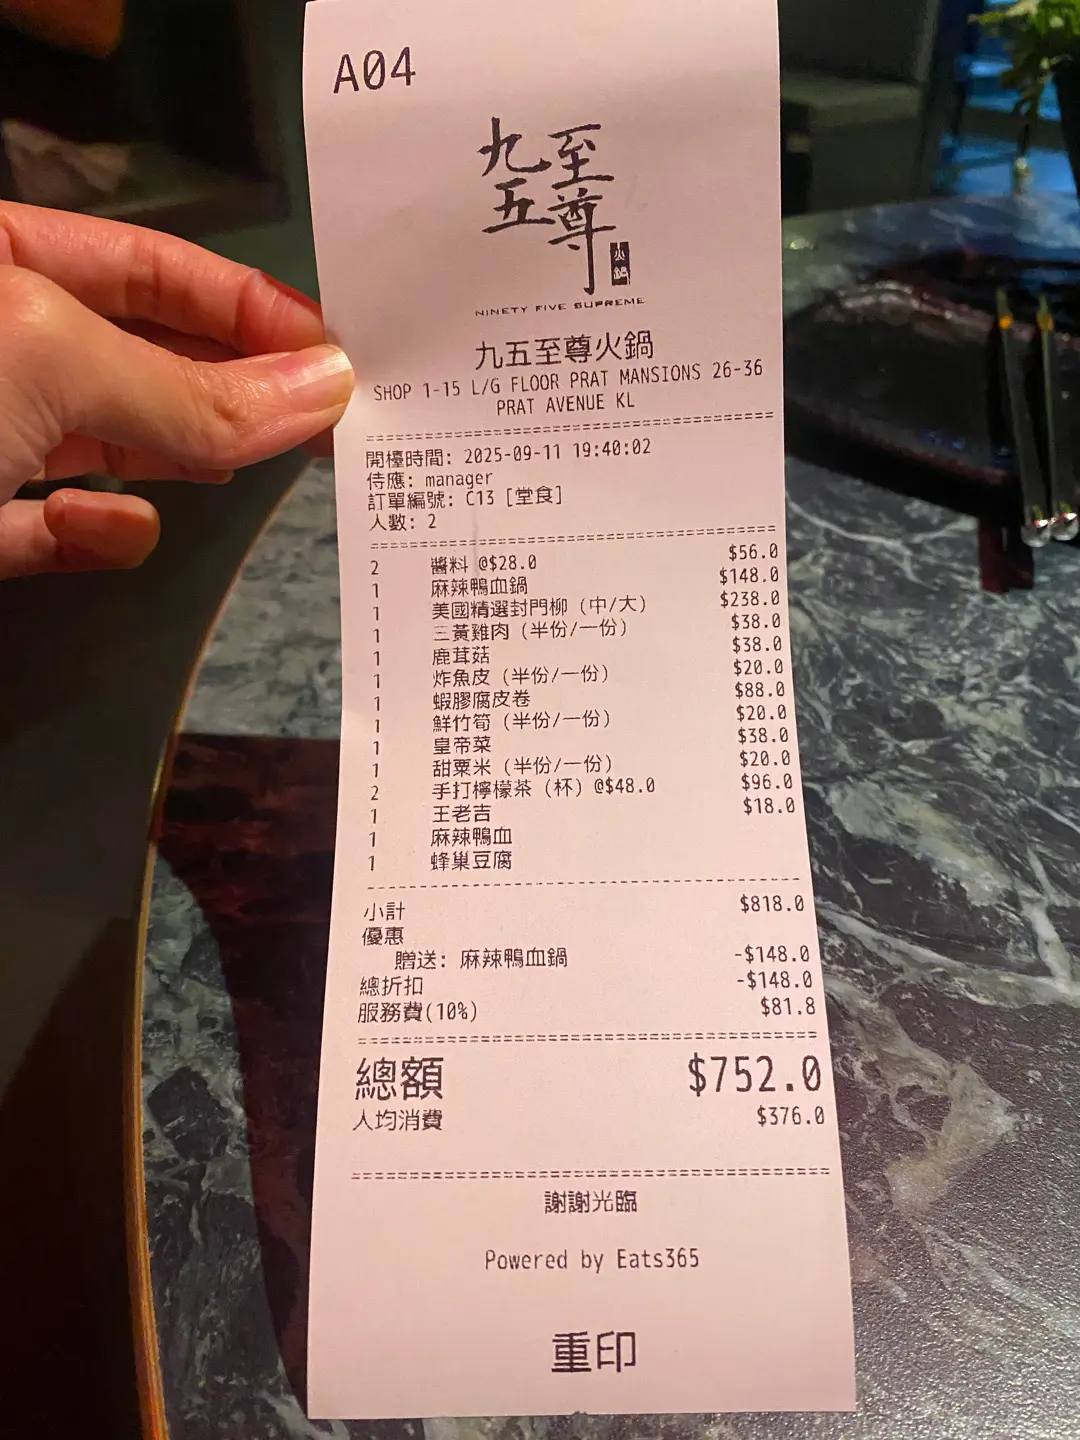 A04
九五至尊
火鍋
NINETY FIVE SUPREME
九五至尊火鍋
SHOP 1-15 L/G FLOOR PRAT MANSIONS 26-36
PRAT AVENUE KL
開檯時間: 2025-09-11 19:40:02
侍應: manager
訂單編號: C13 [堂食]
人數: 2
2 醬料 @$28.0 $56.0
1 麻辣鴨血鍋 $148.0
1 美國精選封門柳 (中/大) $238.0
1 三黃雞肉 (半份/一份) $38.0
1 鹿茸菇 $38.0
1 炸魚皮 (半份/一份) $20.0
1 蝦膠腐皮卷 $88.0
1 鮮竹筍 (半份/一份) $20.0
1 皇帝菜 $38.0
1 甜粟米 (半份/一份) $20.0
2 手打檸檬茶 (杯) @$48.0 $96.0
1 王老吉 $18.0
1 麻辣鴨血
1 蜂巢豆腐
小計 $818.0
優惠
贈送: 麻辣鴨血鍋 -$148.0
總折扣 -$148.0
服務費(10%) $81.8
總額 $752.0
人均消費 $376.0
謝謝光臨
Powered by Eats365
重印